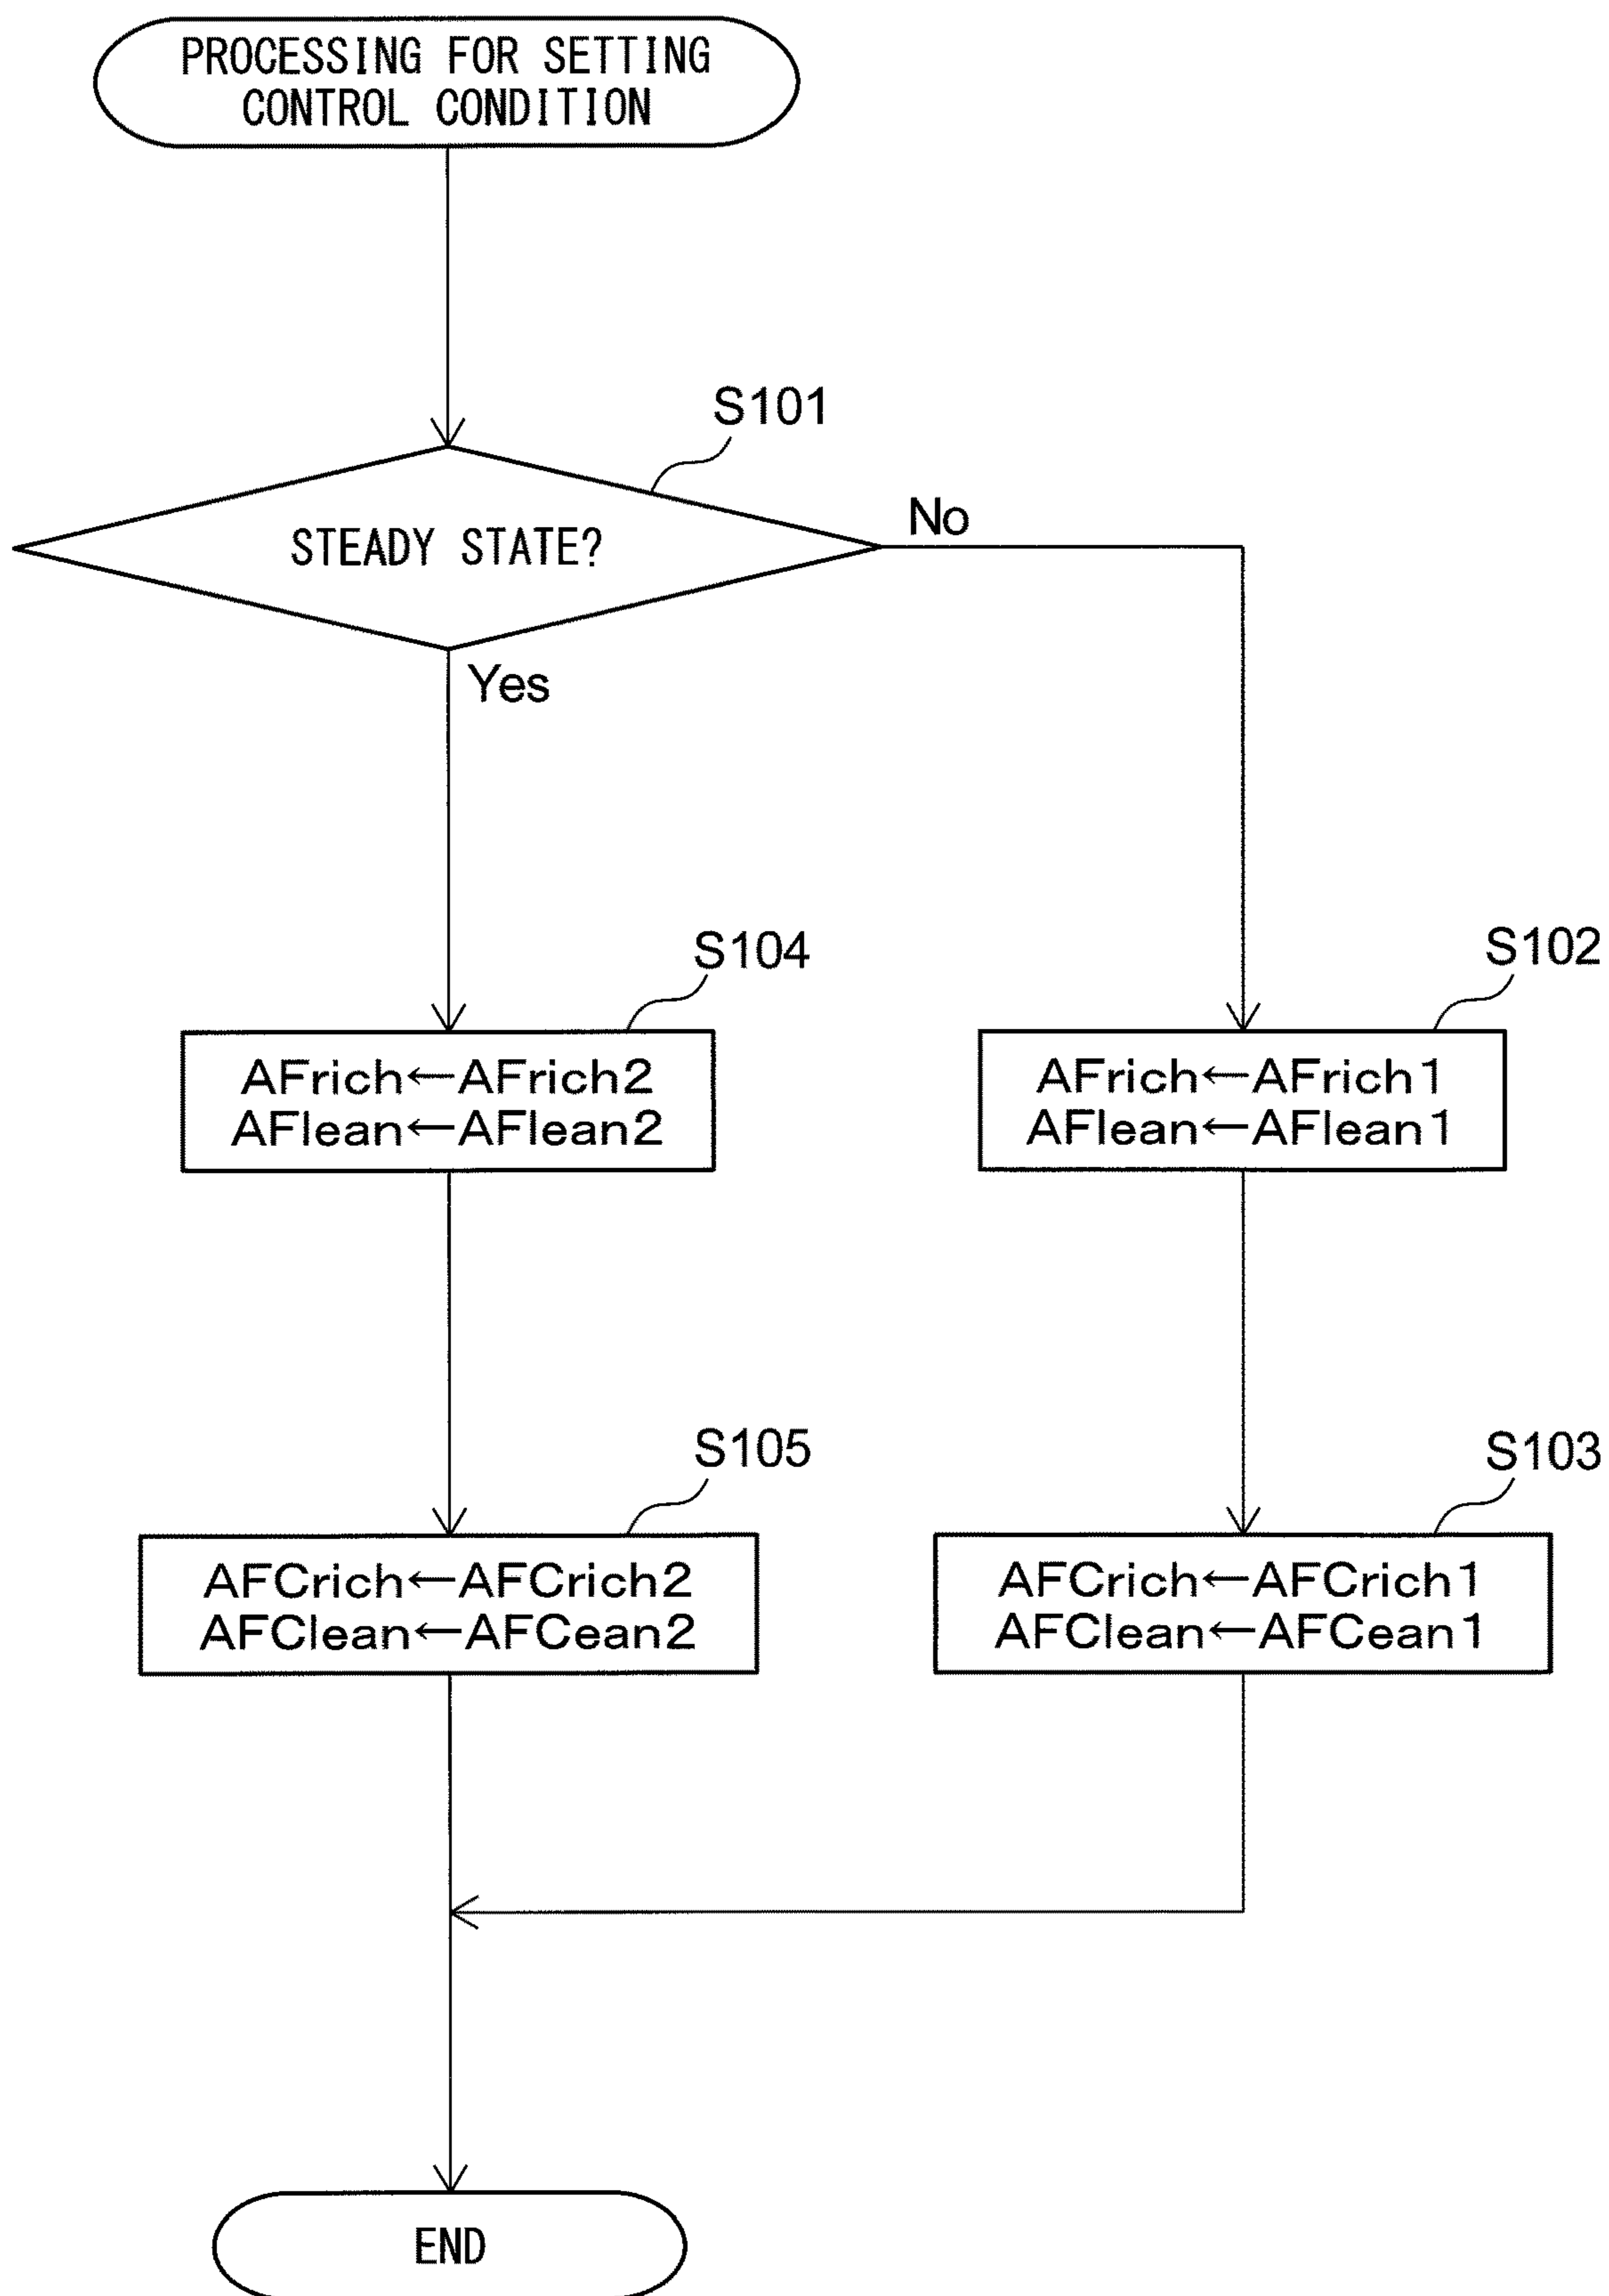 PROCESSING FOR SETTING
CONTROL CONDITION
S101
STEADY STATE?
No
Yes
S104
AFrich←AFrich2
AFlean←AFlean2
S102
AFrich←AFrich1
AFlean←AFlean1
S105
AFCrich←AFCrich2
AFClean←AFCean2
S103
AFCrich←AFCrich1
AFClean←AFCean1
END